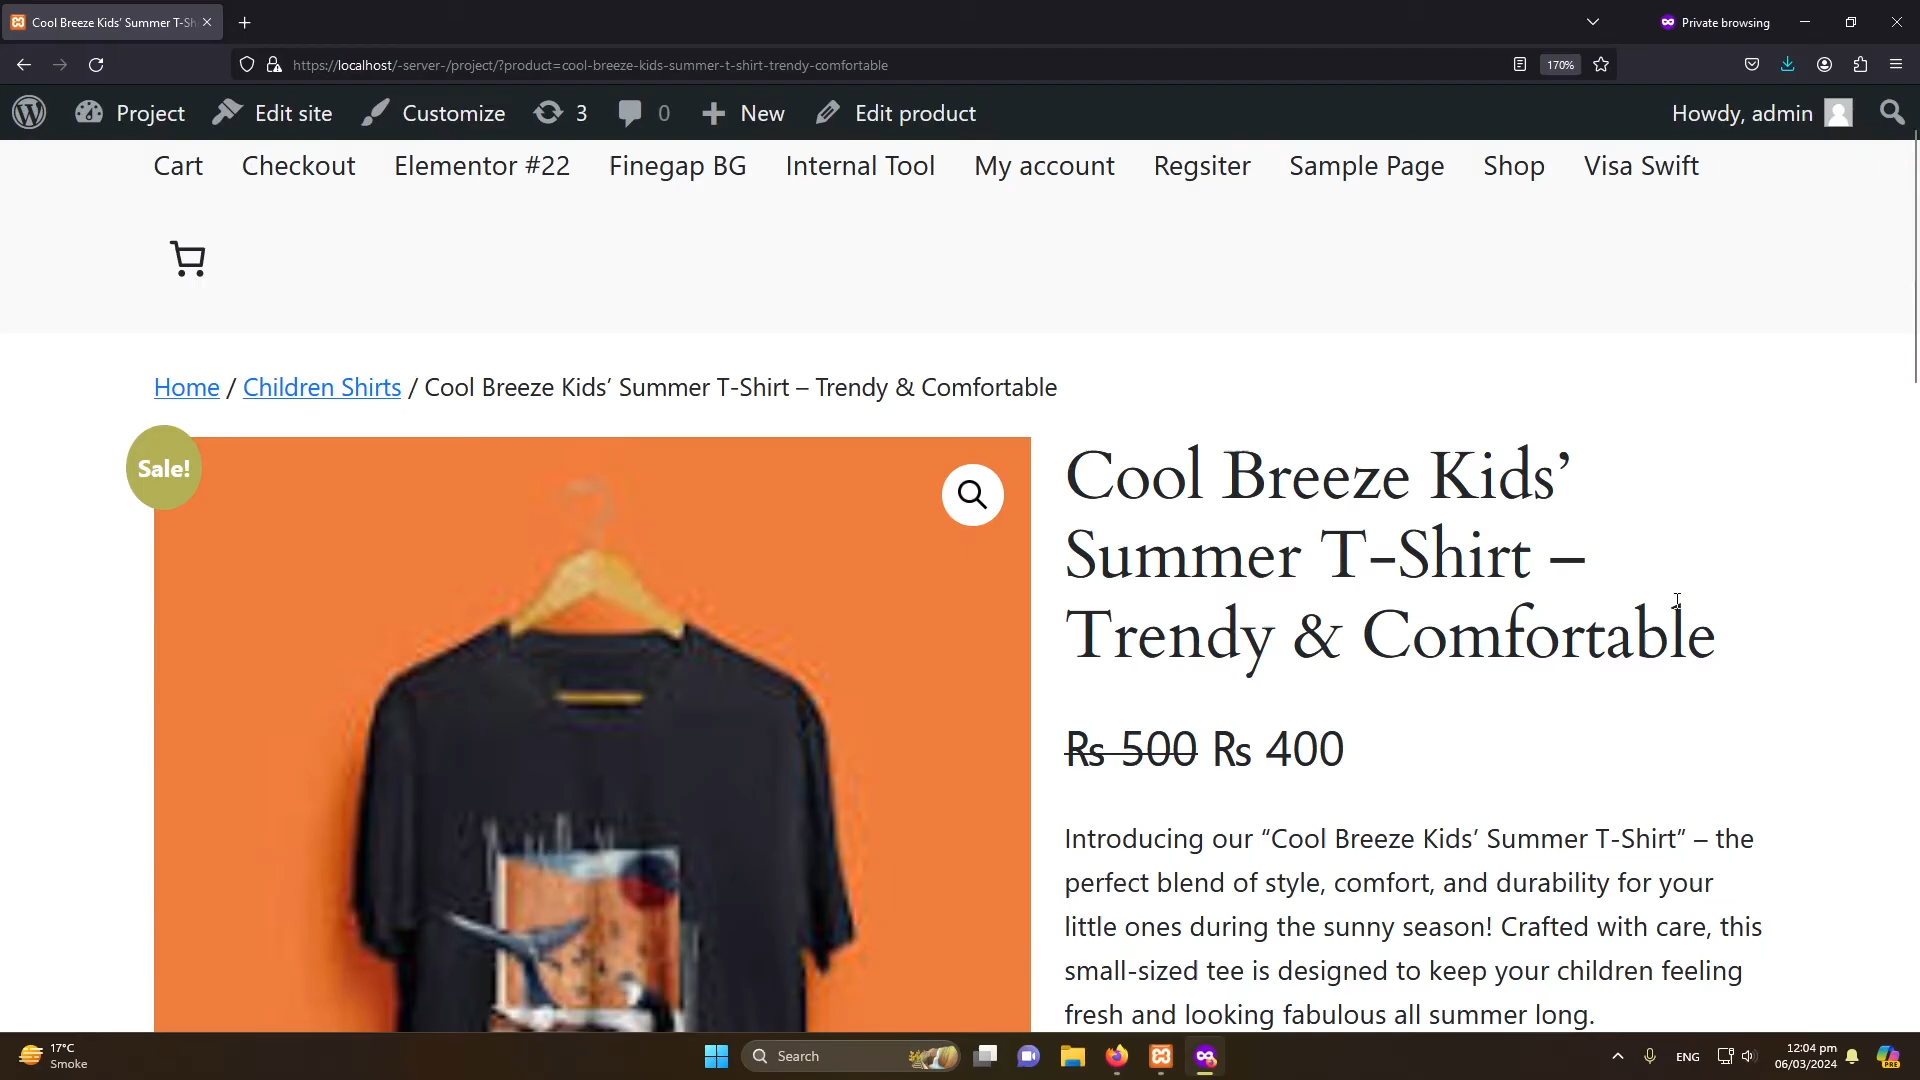 Cool Breeze Kids' Summer T-Sh
Private browsing
https://localhost/-server-/project/?product=cool-breeze-kids-summer-t-shirt-trendy-comfortable
170%
Project
Edit site
Customize
3
0
New
Edit product
Howdy, admin
Cart
Checkout
Elementor #22
Finegap BG
Internal Tool
My account
Regsiter
Sample Page
Shop
Visa Swift
Home / Children Shirts / Cool Breeze Kids’ Summer T-Shirt – Trendy & Comfortable
Sale!
Cool Breeze Kids’
Summer T-Shirt –
Trendy & Comfortable
₨ 500 ₨ 400
Introducing our “Cool Breeze Kids’ Summer T-Shirt” – the
perfect blend of style, comfort, and durability for your
little ones during the sunny season! Crafted with care, this
small-sized tee is designed to keep your children feeling
fresh and looking fabulous all summer long.
17°C
Smoke
Search
ENG
12:04 pm
06/03/2024
PRE